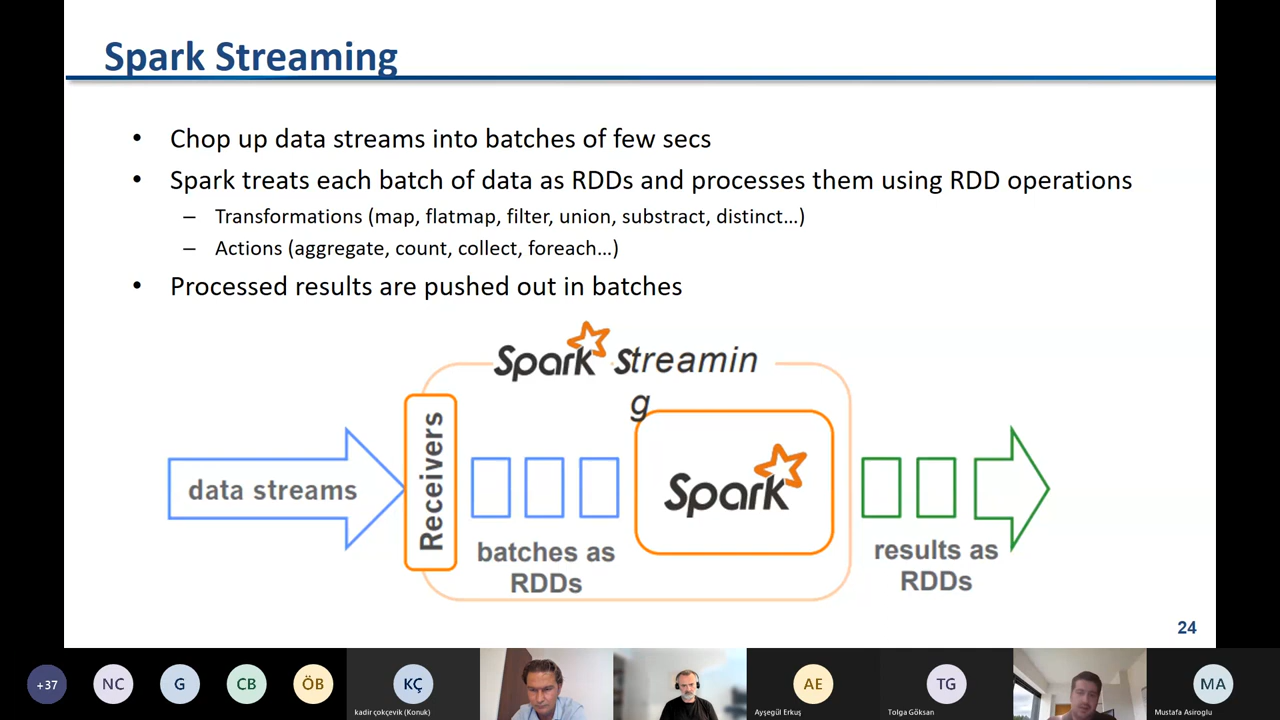 Spark Streaming
• Chop up data streams into batches of few secs
• Spark treats each batch of data as RDDs and processes them using RDD operations
– Transformations (map, flatmap, filter, union, substract, distinct…)
– Actions (aggregate, count, collect, foreach…)
• Processed results are pushed out in batches
Spark Streamin
g
data streams
Receivers
batches as
RDDs
Spark
results as
RDDs
24
+37
NC
G
CB
ÖB
KÇ
kadir çokçevik (Konuk)
AE
Ayşegül Erkuş
TG
Tolga Göksan
MA
Mustafa Asiroglu